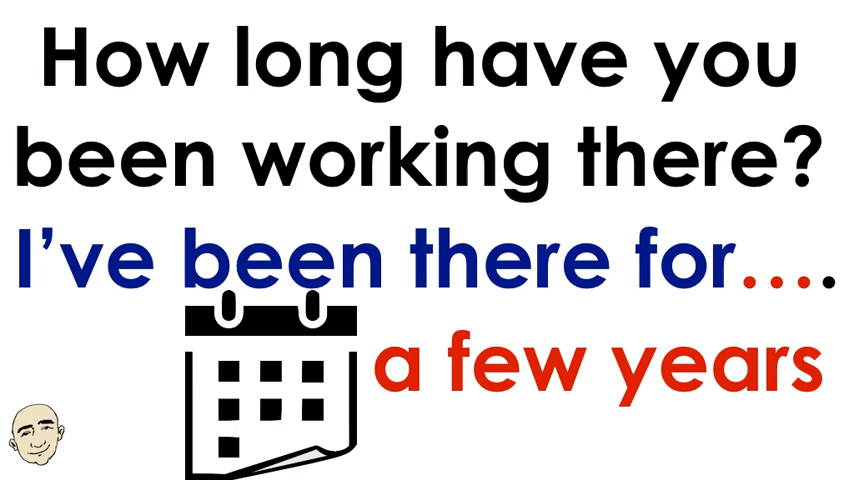 How long have you
been working there?
I’ve been there for.....
a few years